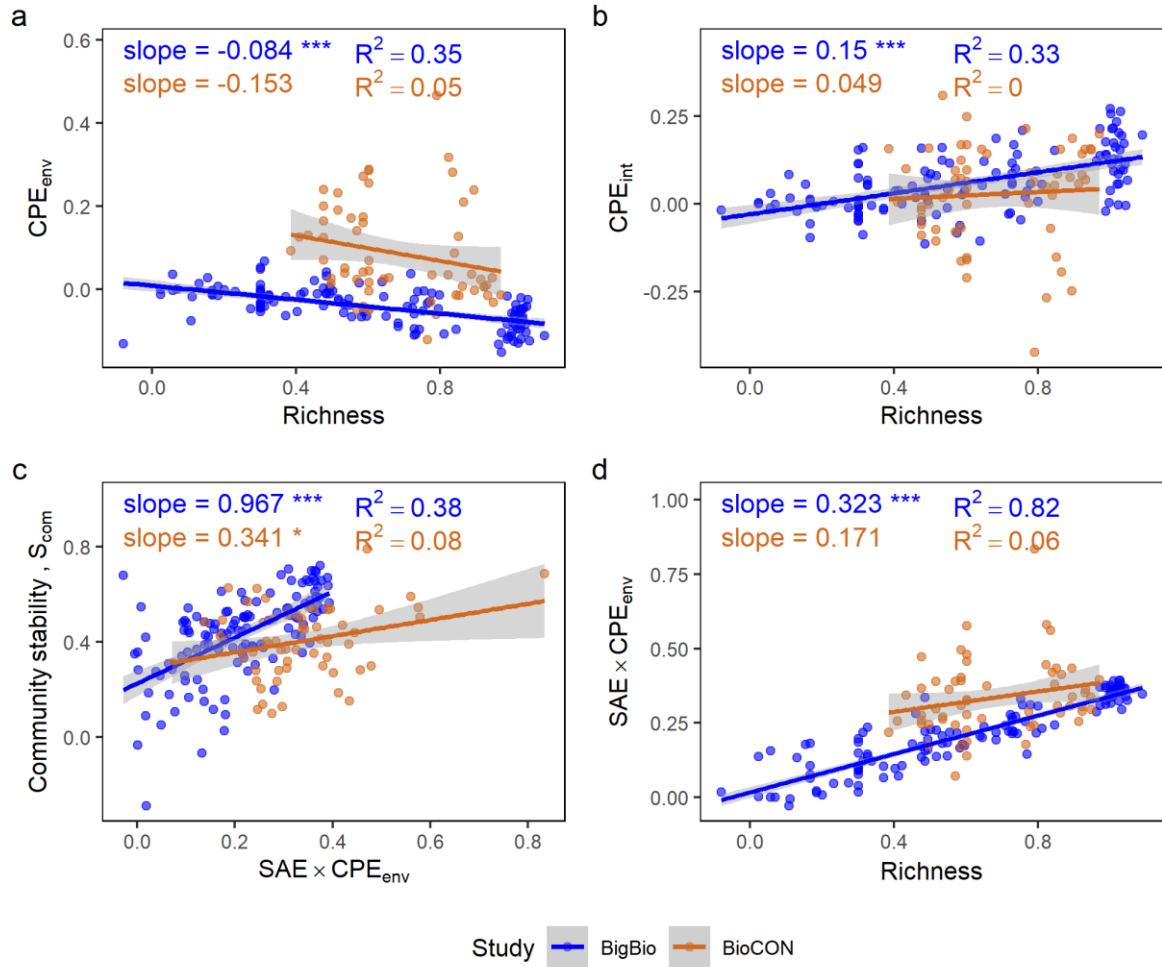 a
slope = -0.084 *** R² = 0.35
slope = -0.153 R² = 0.05
0.6
0.4
0.2
0.0
CPEenv
0.0 0.4 0.8
Richness
b
slope = 0.15 *** R² = 0.33
slope = 0.049 R² = 0
0.25
0.00
-0.25
CPEint
0.0 0.4 0.8
Richness
c
slope = 0.967 *** R² = 0.38
slope = 0.341 * R² = 0.08
0.8
0.4
0.0
Community stability , Scom
0.0 0.2 0.4 0.6 0.8
SAE × CPEenv
d
slope = 0.323 *** R² = 0.82
slope = 0.171 R² = 0.06
1.00
0.75
0.50
0.25
0.00
SAE × CPEenv
0.0 0.4 0.8
Richness
Study BigBio BioCON